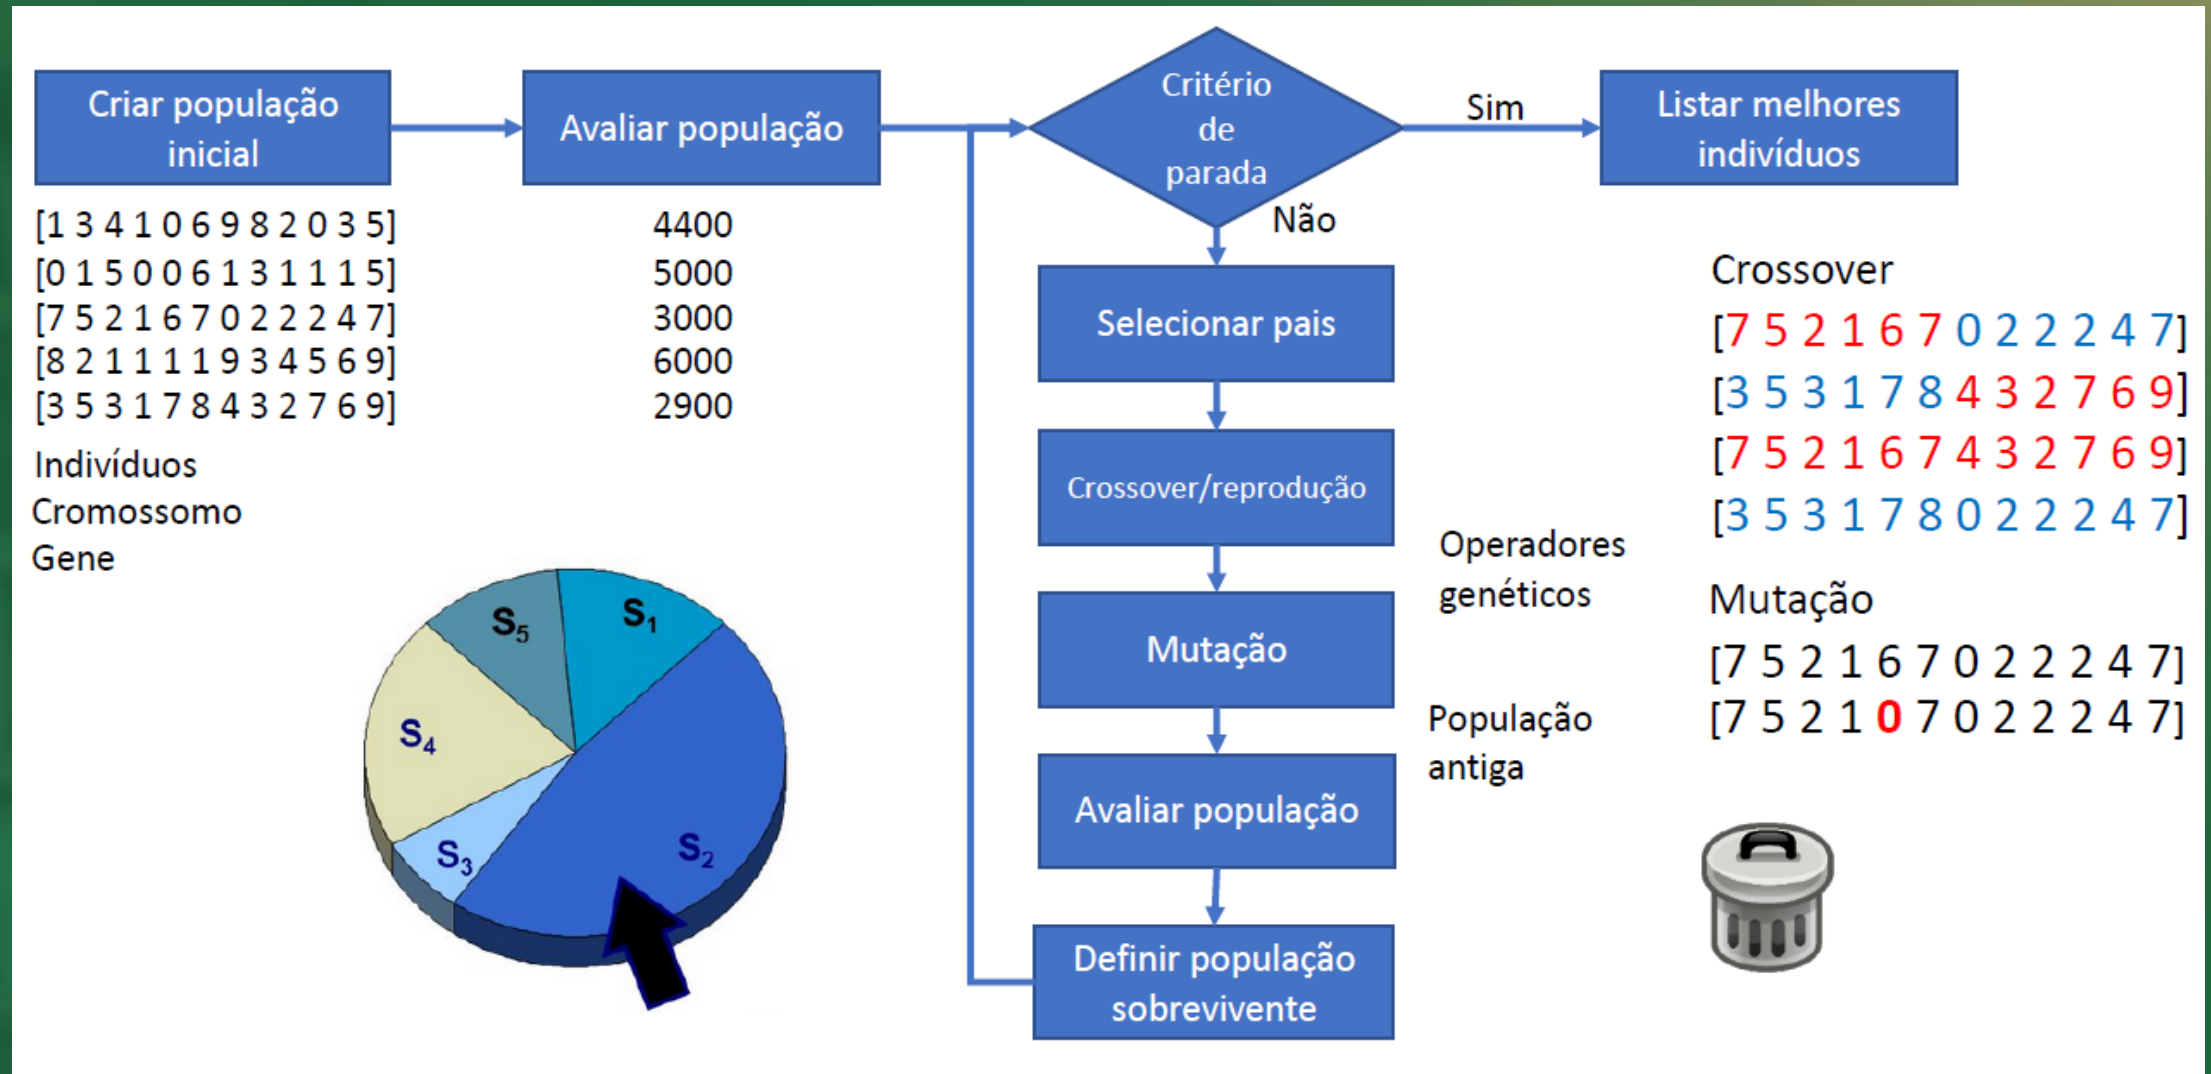 Criar população
inicial
Avaliar população
Critério
de
parada
Sim
Listar melhores
indivíduos
Não
[1 3 4 1 0 6 9 8 2 0 3 5]
[0 1 5 0 0 6 1 3 1 1 1 5]
[7 5 2 1 6 7 0 2 2 2 4 7]
[8 2 1 1 1 1 9 3 4 5 6 9]
[3 5 3 1 7 8 4 3 2 7 6 9]
4400
5000
3000
6000
2900
Indivíduos
Cromossomo
Gene
S5
S1
S4
S3
S2
Selecionar pais
Crossover/reprodução
Mutação
Avaliar população
Definir população
sobrevivente
Operadores
genéticos
População
antiga
Crossover
[7 5 2 1 6 7 0 2 2 2 4 7]
[3 5 3 1 7 8 4 3 2 7 6 9]
[7 5 2 1 6 7 4 3 2 7 6 9]
[3 5 3 1 7 8 0 2 2 2 4 7]
Mutação
[7 5 2 1 6 7 0 2 2 2 4 7]
[7 5 2 1 0 7 0 2 2 2 4 7]